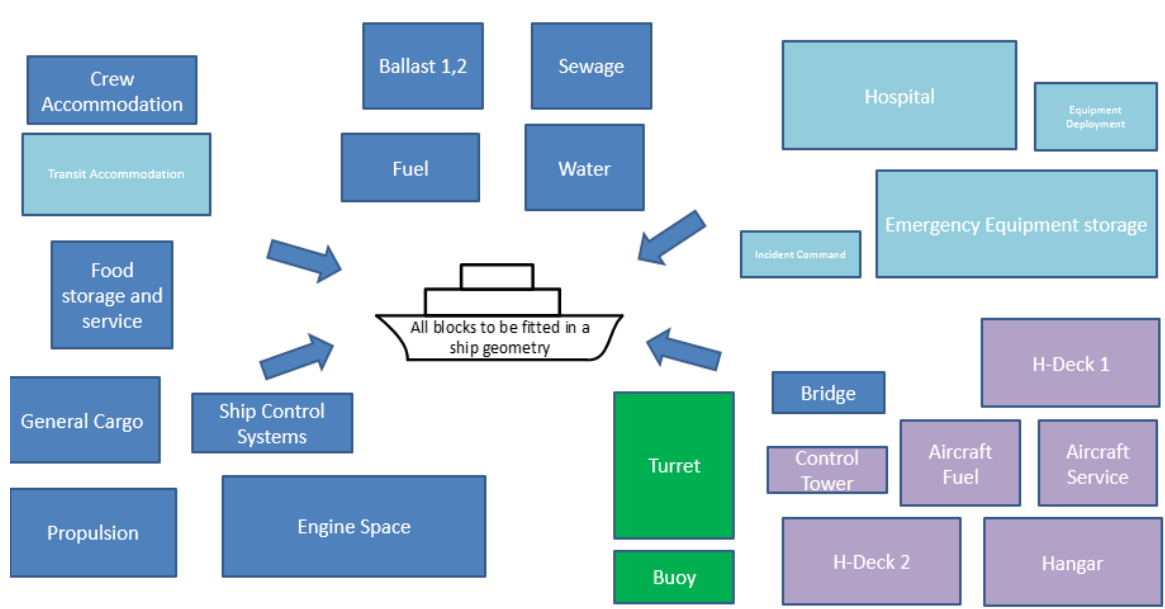 Crew
Accommodation
Transit Accommodation
Food
storage and
service
General Cargo
Ship Control
Systems
Propulsion
Engine Space
Ballast 1,2
Sewage
Fuel
Water
All blocks to be fitted in a
ship geometry
Hospital
Equipment
Deployment
Emergency Equipment storage
Incident Command
Turret
Buoy
Bridge
H-Deck 1
Control
Tower
Aircraft
Fuel
Aircraft
Service
H-Deck 2
Hangar